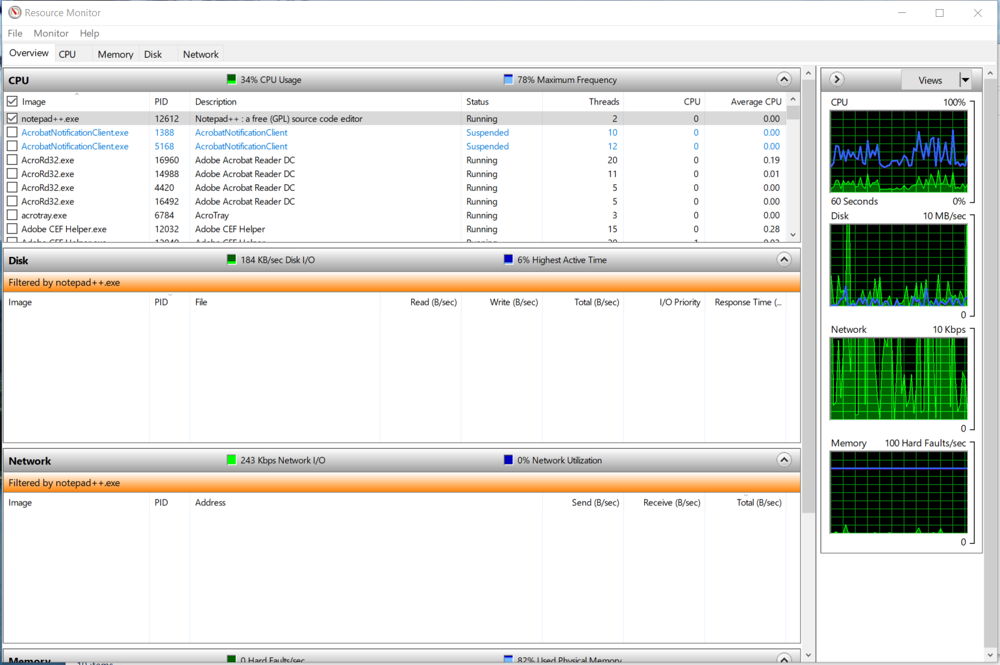 Resource Monitor
File Monitor Help
Overview CPU Memory Disk Network
CPU 34% CPU Usage 78% Maximum Frequency
Image PID Description Status Threads CPU Average CPU
notepad++.exe 12612 Notepad++ : a free (GPL) source code editor Running 2 0 0.00
AcrobatNotificationClient.exe 1388 AcrobatNotificationClient Suspended 10 0 0.00
AcrobatNotificationClient.exe 5168 AcrobatNotificationClient Suspended 12 0 0.00
AcroRd32.exe 16960 Adobe Acrobat Reader DC Running 20 0 0.19
AcroRd32.exe 14988 Adobe Acrobat Reader DC Running 11 0 0.01
AcroRd32.exe 4420 Adobe Acrobat Reader DC Running 5 0 0.00
AcroRd32.exe 16492 Adobe Acrobat Reader DC Running 5 0 0.00
acrotray.exe 6784 AcroTray Running 3 0 0.00
Adobe CEF Helper.exe 12032 Adobe CEF Helper Running 15 0 0.28
Adobe CEF Helper.exe Adobe CEF Helper Running
Disk 184 KB/sec Disk I/O 6% Highest Active Time
Filtered by notepad++.exe
Image PID File Read (B/sec) Write (B/sec) Total (B/sec) I/O Priority Response Time (...
Network 243 Kbps Network I/O 0% Network Utilization
Filtered by notepad++.exe
Image PID Address Send (B/sec) Receive (B/sec) Total (B/sec)
Memory 0 Hard Faults/sec 82% Used Physical Memory
10 items
Views
CPU 100%
60 Seconds 0%
Disk 10 MB/sec
0
Network 10 Kbps
0
Memory 100 Hard Faults/sec
0